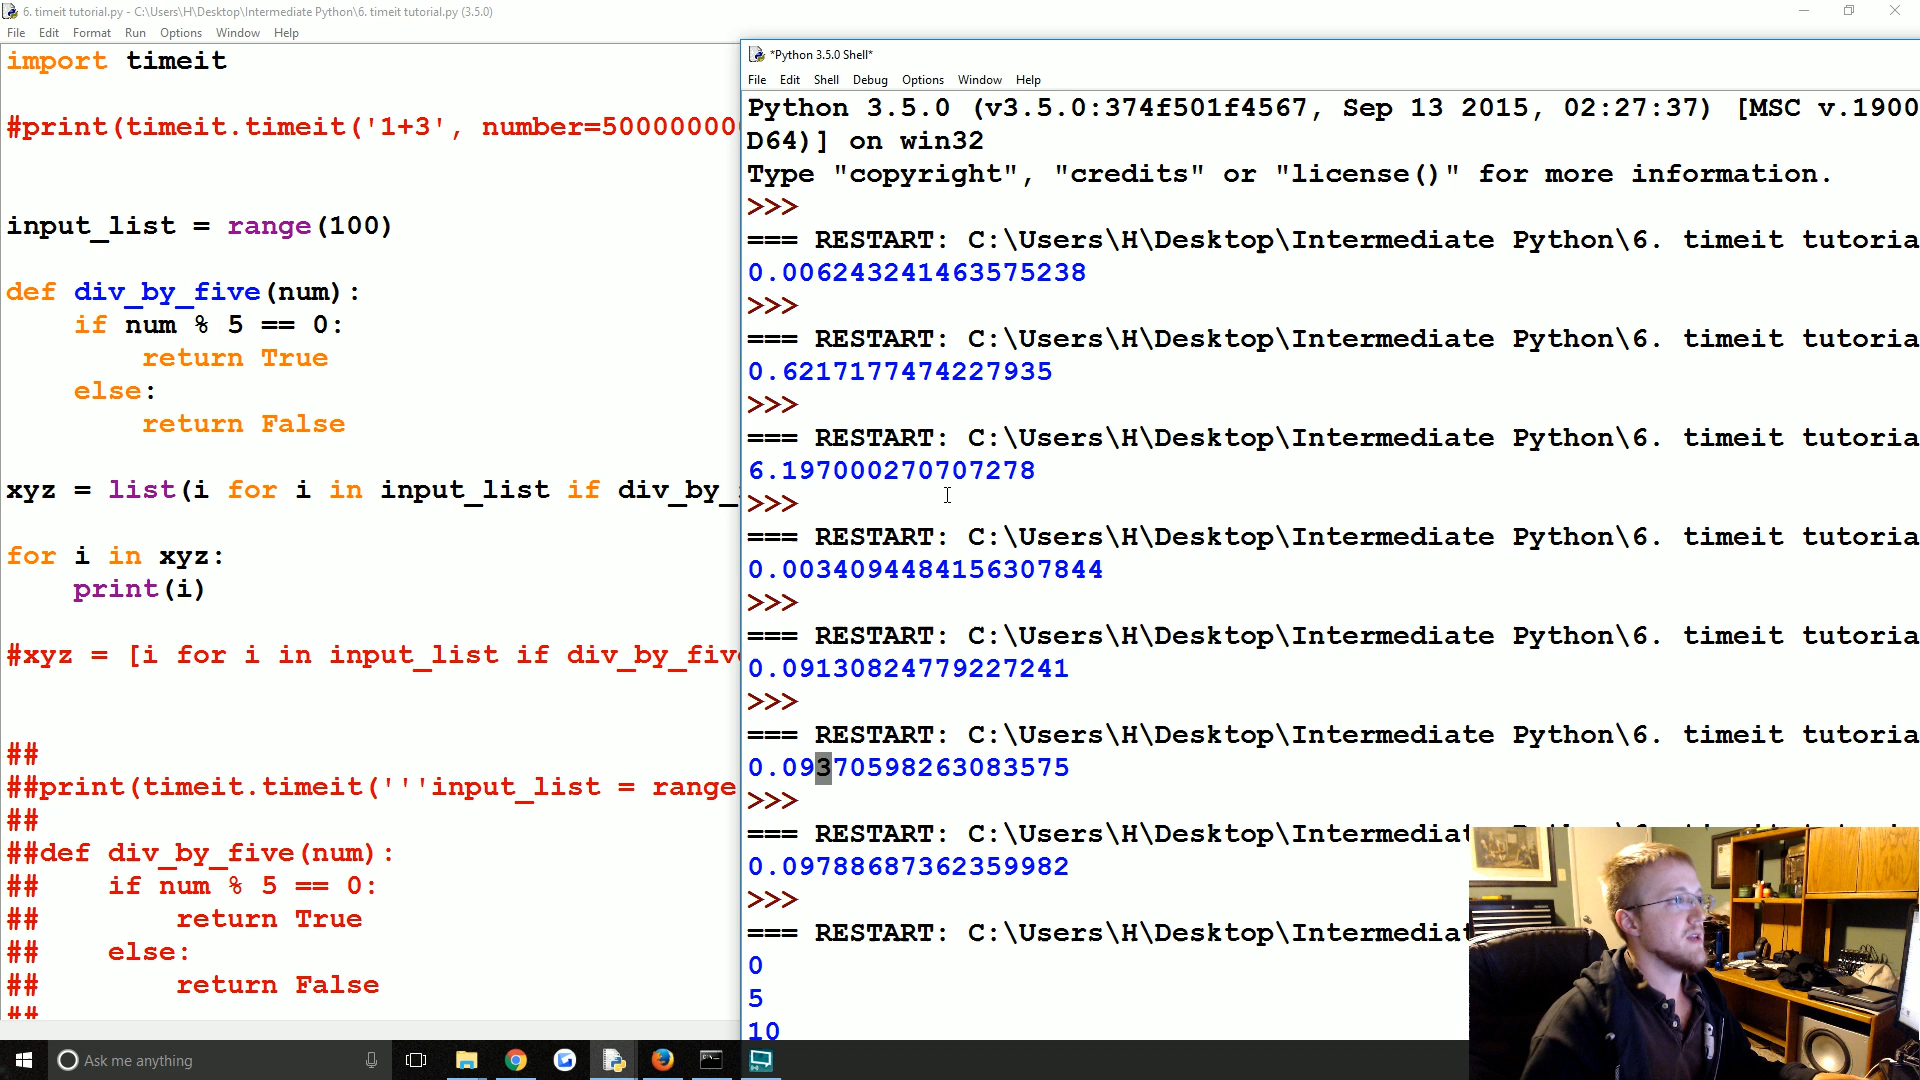 6. timeit tutorial.py - C:\Users\H\Desktop\Intermediate Python\6. timeit tutorial.py (3.5.0)
File Edit Format Run Options Window Help
import timeit
#print(timeit.timeit('1+3', number=50000000
input_list = range(100)
def div_by_five(num):
if num % 5 == 0:
return True
else:
return False
xyz = list(i for i in input_list if div_by_
for i in xyz:
print(i)
#xyz = [i for i in input_list if div_by_five
##
##print(timeit.timeit('''input_list = range
##
##def div_by_five(num):
## if num % 5 == 0:
## return True
## else:
## return False
##
*Python 3.5.0 Shell*
File Edit Shell Debug Options Window Help
Python 3.5.0 (v3.5.0:374f501f4567, Sep 13 2015, 02:27:37) [MSC v.1900
D64)] on win32
Type "copyright", "credits" or "license()" for more information.
>>>
=== RESTART: C:\Users\H\Desktop\Intermediate Python\6. timeit tutoria
0.006243241463575238
>>>
=== RESTART: C:\Users\H\Desktop\Intermediate Python\6. timeit tutoria
0.6217177474227935
>>>
=== RESTART: C:\Users\H\Desktop\Intermediate Python\6. timeit tutoria
6.197000270707278
>>>
=== RESTART: C:\Users\H\Desktop\Intermediate Python\6. timeit tutoria
0.0034094484156307844
>>>
=== RESTART: C:\Users\H\Desktop\Intermediate Python\6. timeit tutoria
0.09130824779227241
>>>
=== RESTART: C:\Users\H\Desktop\Intermediate Python\6. timeit tutoria
0.09370598263083575
>>>
=== RESTART: C:\Users\H\Desktop\Intermediat
0.09788687362359982
>>>
=== RESTART: C:\Users\H\Desktop\Intermediat
0
5
10
Ask me anything